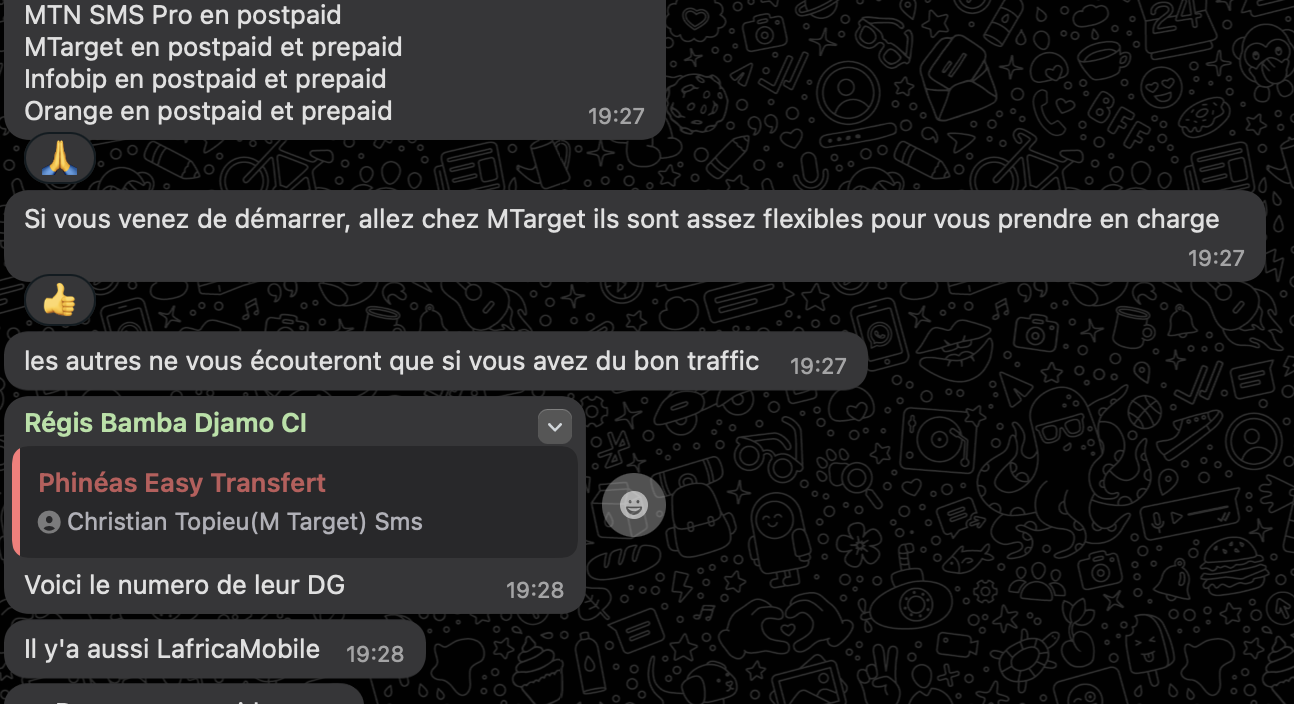 MTN SMS Pro en postpaid
MTarget en postpaid et prepaid
Infobip en postpaid et prepaid
Orange en postpaid et prepaid
19:27
Si vous venez de démarrer, allez chez MTarget ils sont assez flexibles pour vous prendre en charge
19:27
les autres ne vous écouteront que si vous avez du bon traffic 19:27
Régis Bamba Djamo CI
Phinéas Easy Transfert
Christian Topieu(M Target) Sms
Voici le numero de leur DG 19:28
Il y'a aussi LafricaMobile 19:28